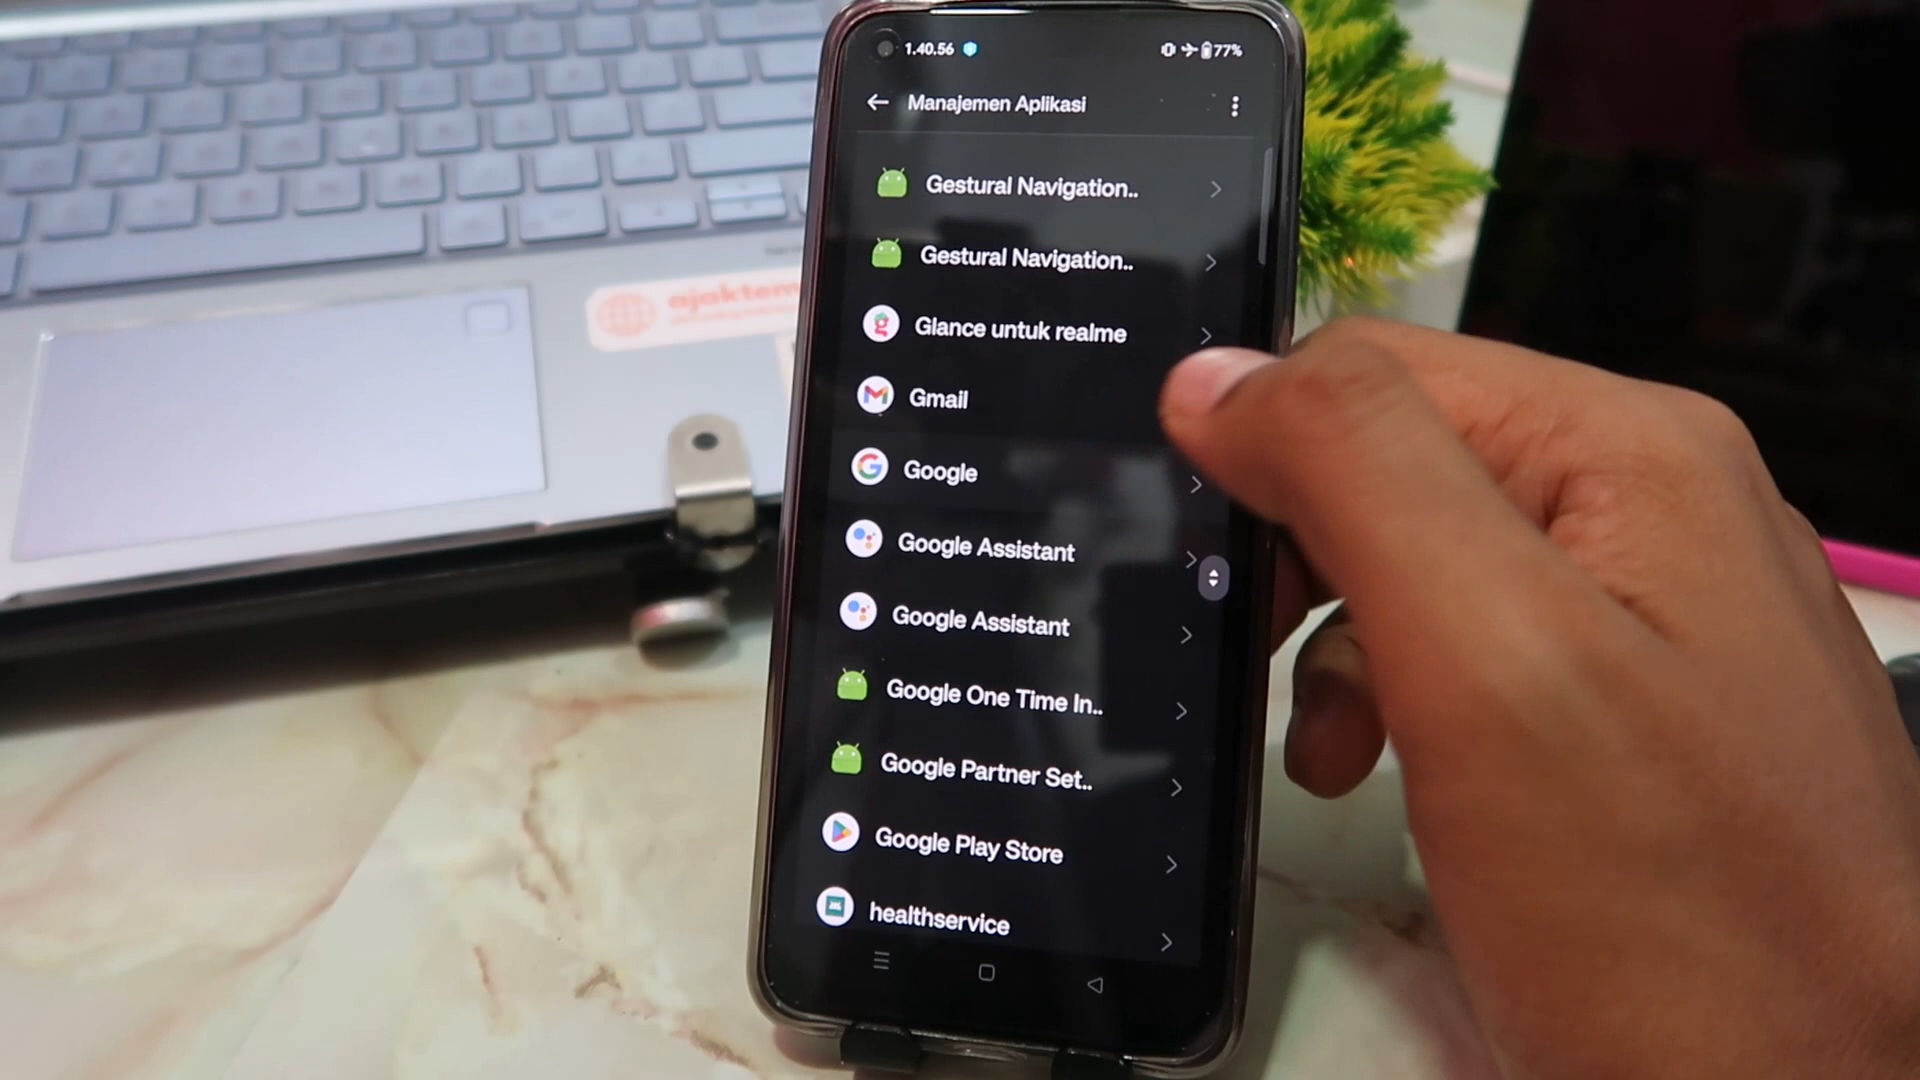 1.40.56
77%
Manajemen Aplikasi
Gestural Navigation..
Gestural Navigation..
Glance untuk realme
Gmail
Google
Google Assistant
Google Assistant
Google One Time In..
Google Partner Set..
Google Play Store
healthservice
ajaktem